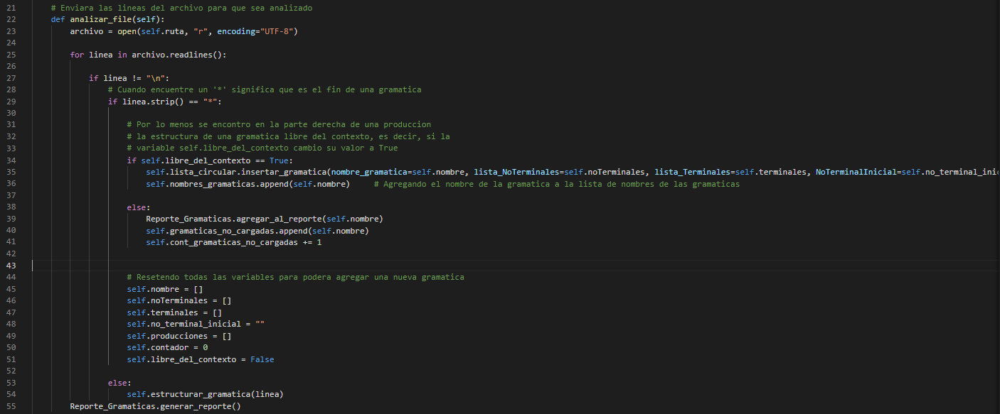 21 # Enviara las lineas del archivo para que sea analizado
22 def analizar_file(self):
23 archivo = open(self.ruta, "r", encoding="UTF-8")
24
25 for linea in archivo.readlines():
26
27 if linea != "\n":
28 # Cuando encuentre un '*' significa que es el fin de una gramatica
29 if linea.strip() == "*":
30
31 # Por lo menos se encontro en la parte derecha de una produccion
32 # la estructura de una gramatica libre del contexto, es decir, si la
33 # variable self.libre_del_contexto cambio su valor a True
34 if self.libre_del_contexto == True:
35 self.lista_circular.insertar_gramatica(nombre_gramatica=self.nombre, lista_NoTerminales=self.noTerminales, lista_Terminales=self.terminales, NoTerminalInicial=self.no_terminal_inic
36 self.nombres_gramaticas.append(self.nombre) # Agregando el nombre de la gramatica a la lista de nombres de las gramaticas
37
38 else:
39 Reporte_Gramaticas.agregar_al_reporte(self.nombre)
40 self.gramaticas_no_cargadas.append(self.nombre)
41 self.cont_gramaticas_no_cargadas += 1
42
43
44 # Resetendo todas las variables para podera agregar una nueva gramatica
45 self.nombre = []
46 self.noTerminales = []
47 self.terminales = []
48 self.no_terminal_inicial = ""
49 self.producciones = []
50 self.contador = 0
51 self.libre_del_contexto = False
52
53 else:
54 self.estructurar_gramatica(linea)
55 Reporte_Gramaticas.generar_reporte()